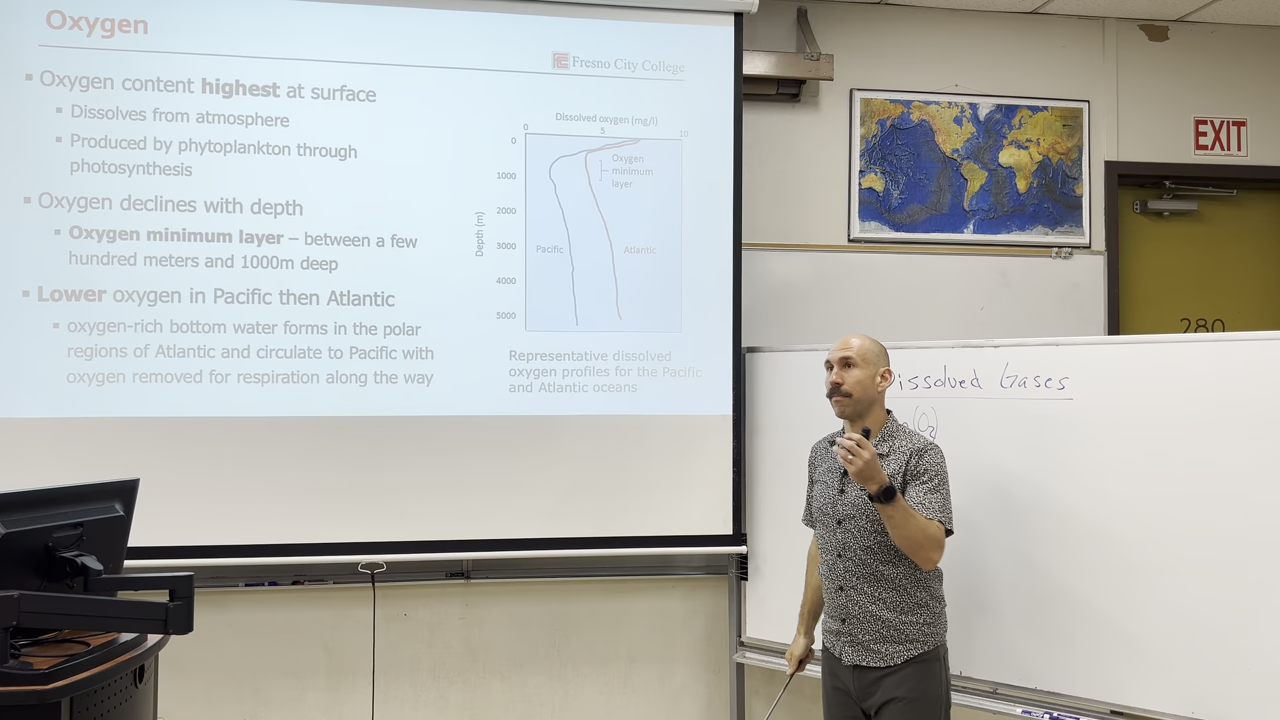 Oxygen
Fresno City College
▪ Oxygen content highest at surface
▪ Dissolves from atmosphere
▪ Produced by phytoplankton through
photosynthesis
▪ Oxygen declines with depth
▪ Oxygen minimum layer – between a few
hundred meters and 1000m deep
▪ Lower oxygen in Pacific then Atlantic
▪ oxygen-rich bottom water forms in the polar
regions of Atlantic and circulate to Pacific with
oxygen removed for respiration along the way
Dissolved oxygen (mg/l)
0 5 10
0
1000
2000
3000
4000
5000
Depth (m)
Oxygen
minimum
layer
Pacific
Atlantic
Representative dissolved
oxygen profiles for the Pacific
and Atlantic oceans
EXIT
280
issolved Gases
(O2)